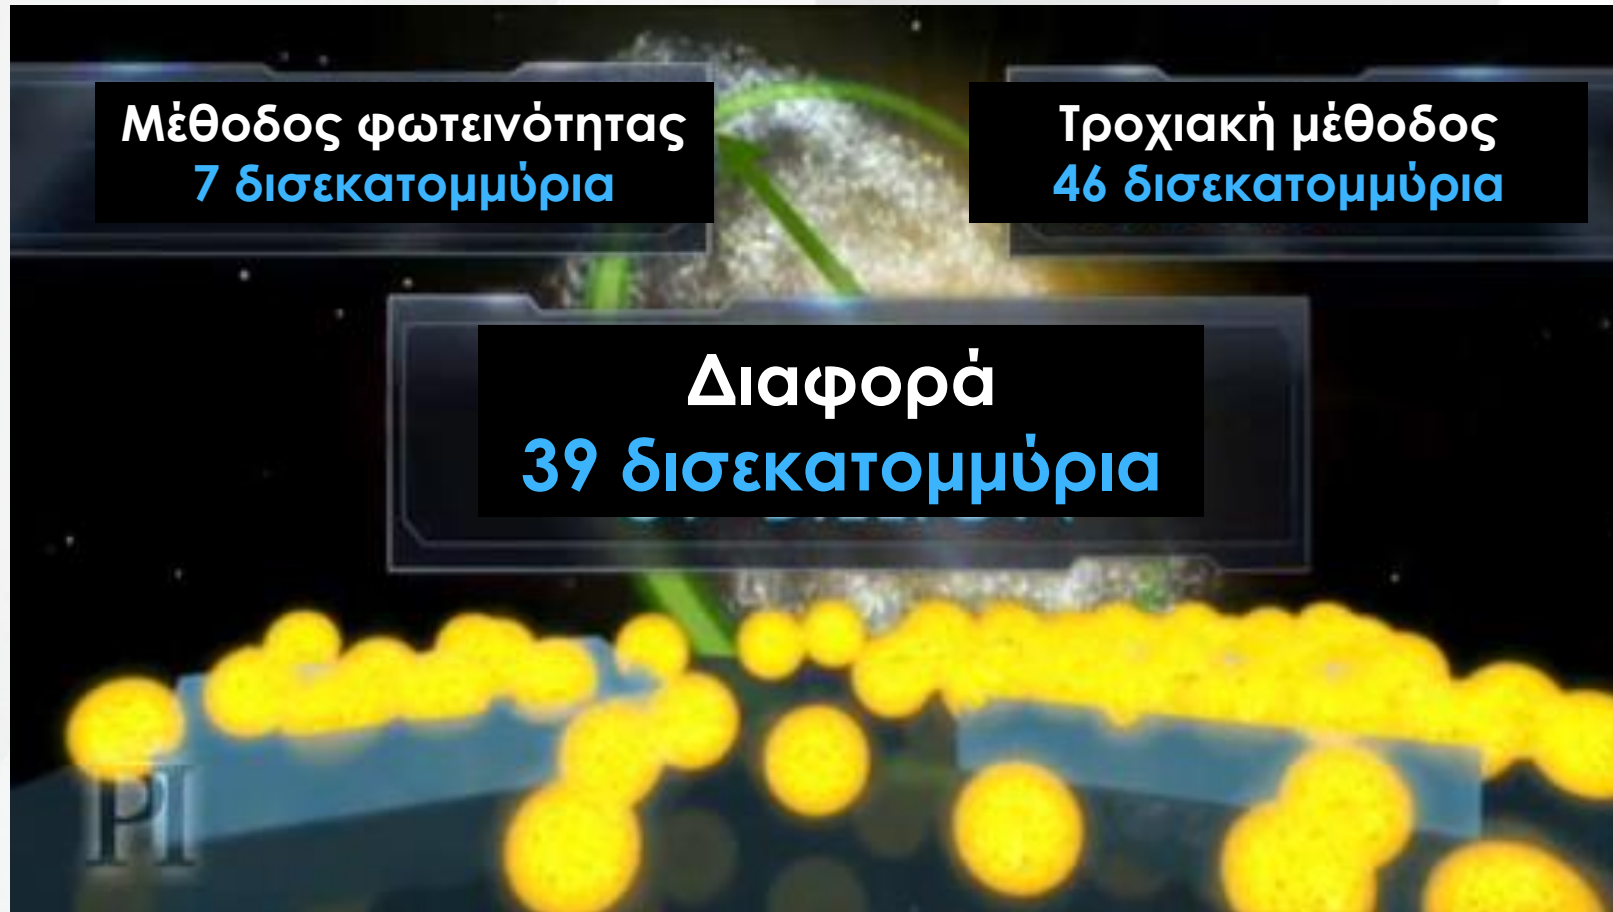 Μέθοδος φωτεινότητας
7 δισεκατομμύρια
Τροχιακή μέθοδος
46 δισεκατομμύρια
Διαφορά
39 δισεκατομμύρια
PI